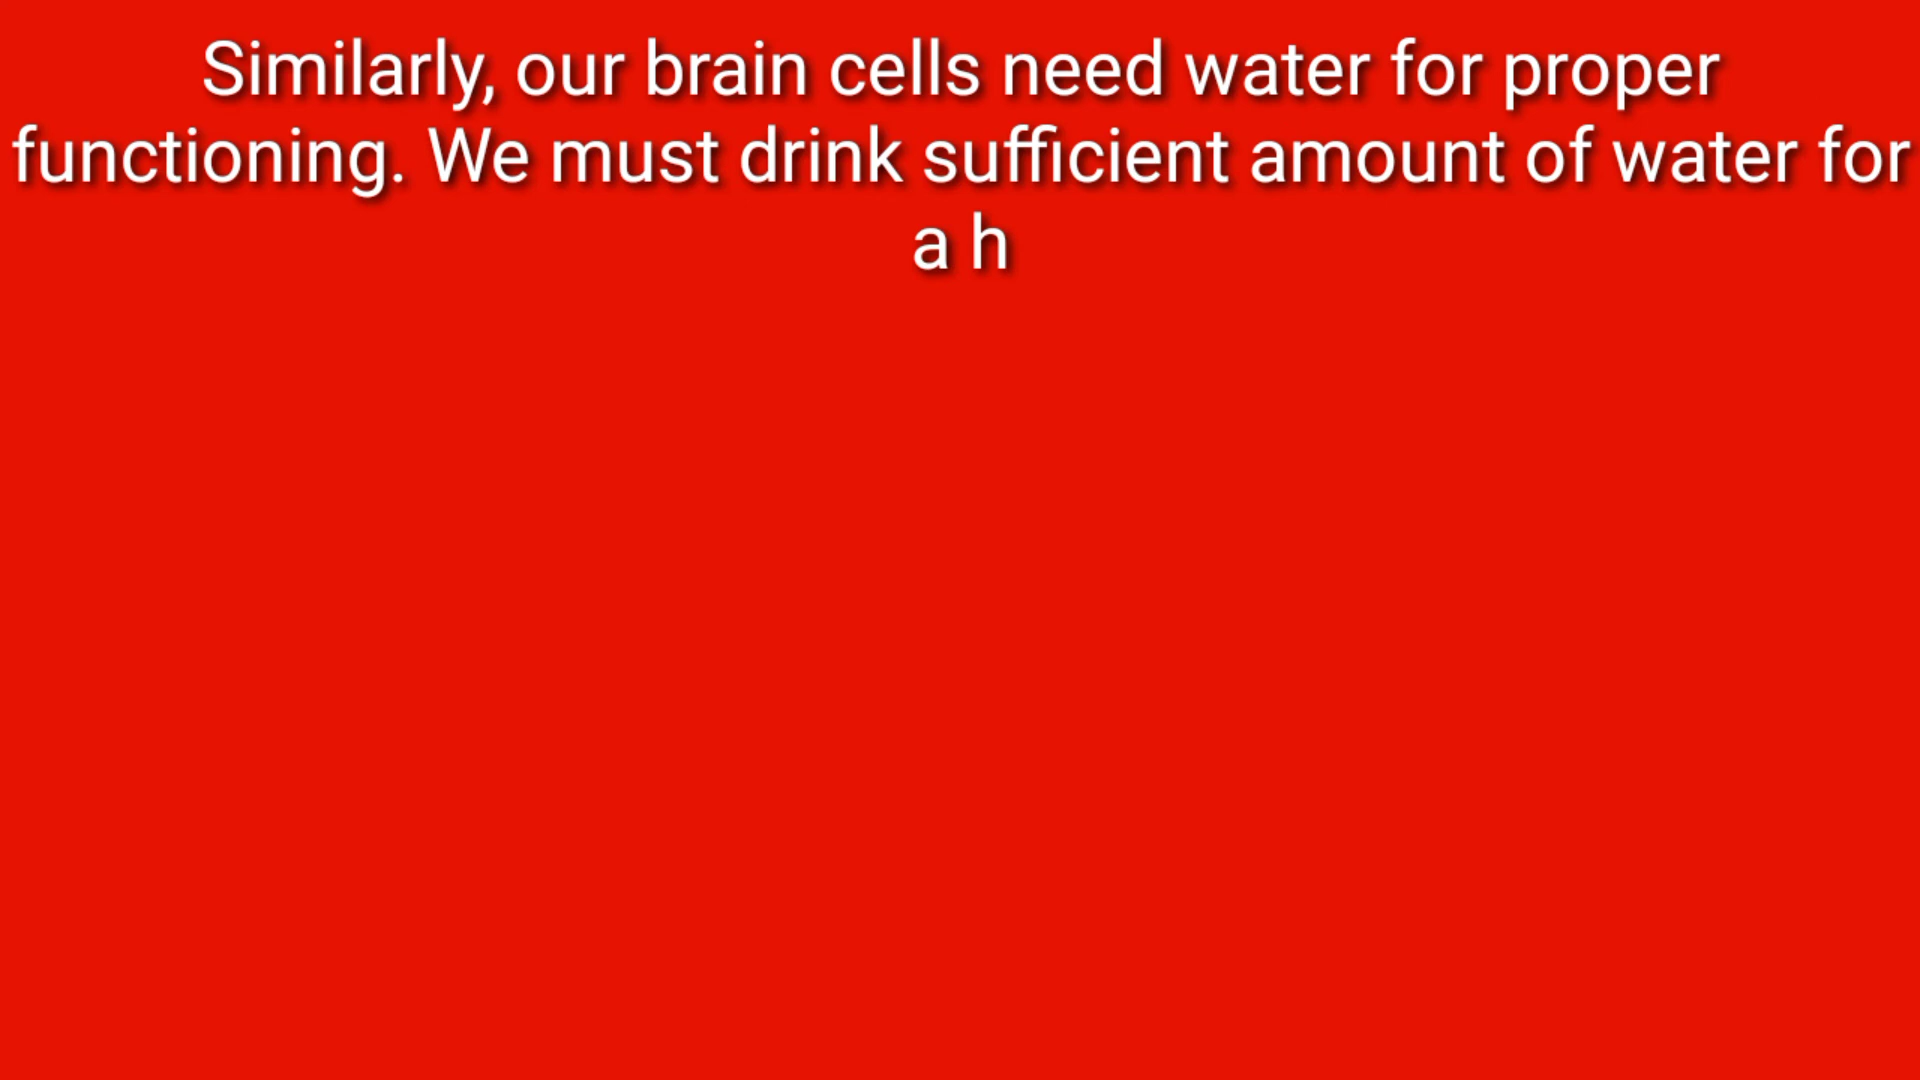 Similarly, our brain cells need water for proper
functioning. We must drink sufficient amount of water for
a h